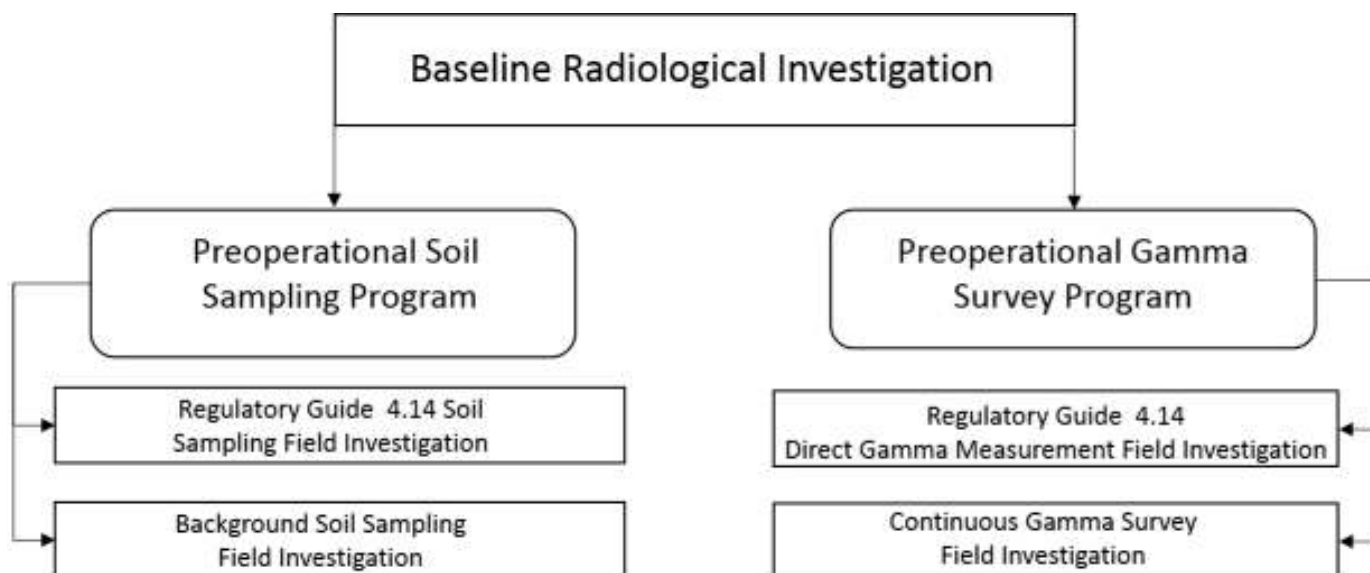 Baseline Radiological Investigation
Preoperational Soil
Sampling Program
Preoperational Gamma
Survey Program
Regulatory Guide 4.14 Soil
Sampling Field Investigation
Regulatory Guide 4.14
Direct Gamma Measurement Field Investigation
Background Soil Sampling
Field Investigation
Continuous Gamma Survey
Field Investigation